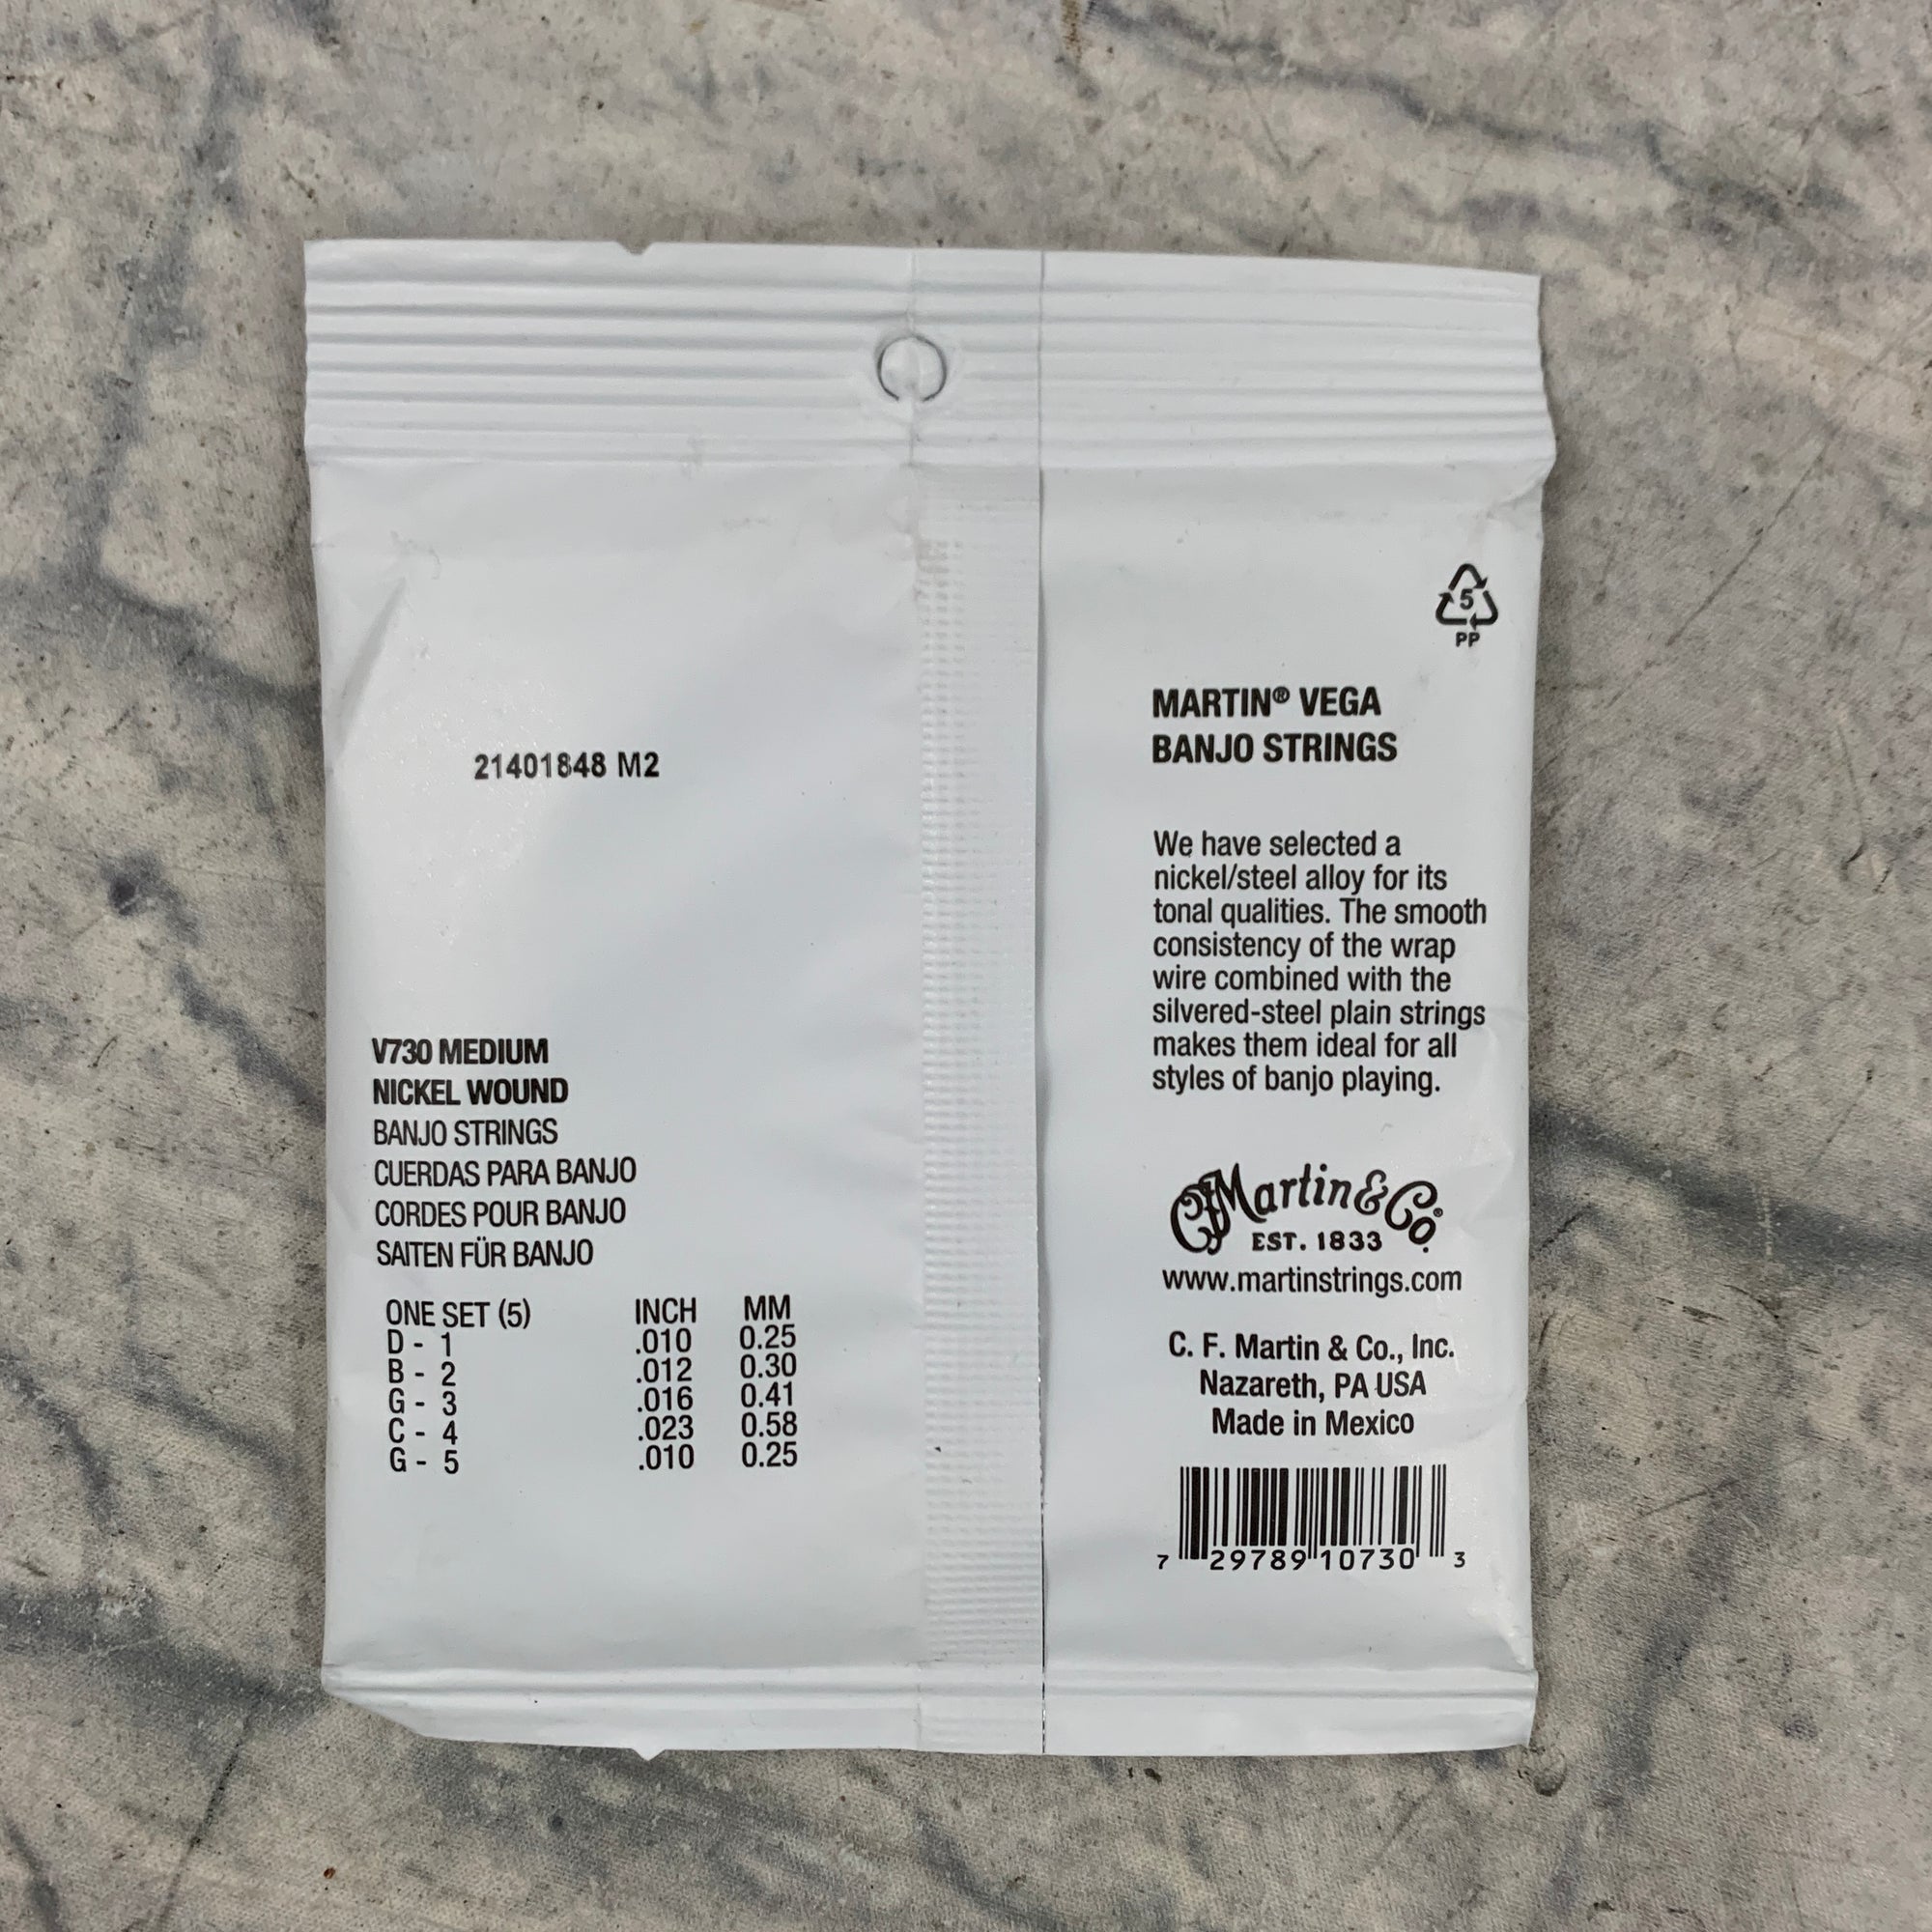 21401848 M2
V730 MEDIUM
NICKEL WOUND
BANJO STRINGS
CUERDAS PARA BANJO
CORDES POUR BANJO
SAITEN FÜR BANJO
ONE SET (5) INCH MM
D - 1 .010 0.25
B - 2 .012 0.30
G - 3 .016 0.41
C - 4 .023 0.58
G - 5 .010 0.25
5
PP
MARTIN® VEGA
BANJO STRINGS
We have selected a
nickel/steel alloy for its
tonal qualities. The smooth
consistency of the wrap
wire combined with the
silvered-steel plain strings
makes them ideal for all
styles of banjo playing.
CF Martin & Co.®
EST. 1833
www.martinstrings.com
C. F. Martin & Co., Inc.
Nazareth, PA USA
Made in Mexico
7 29789 10730 3